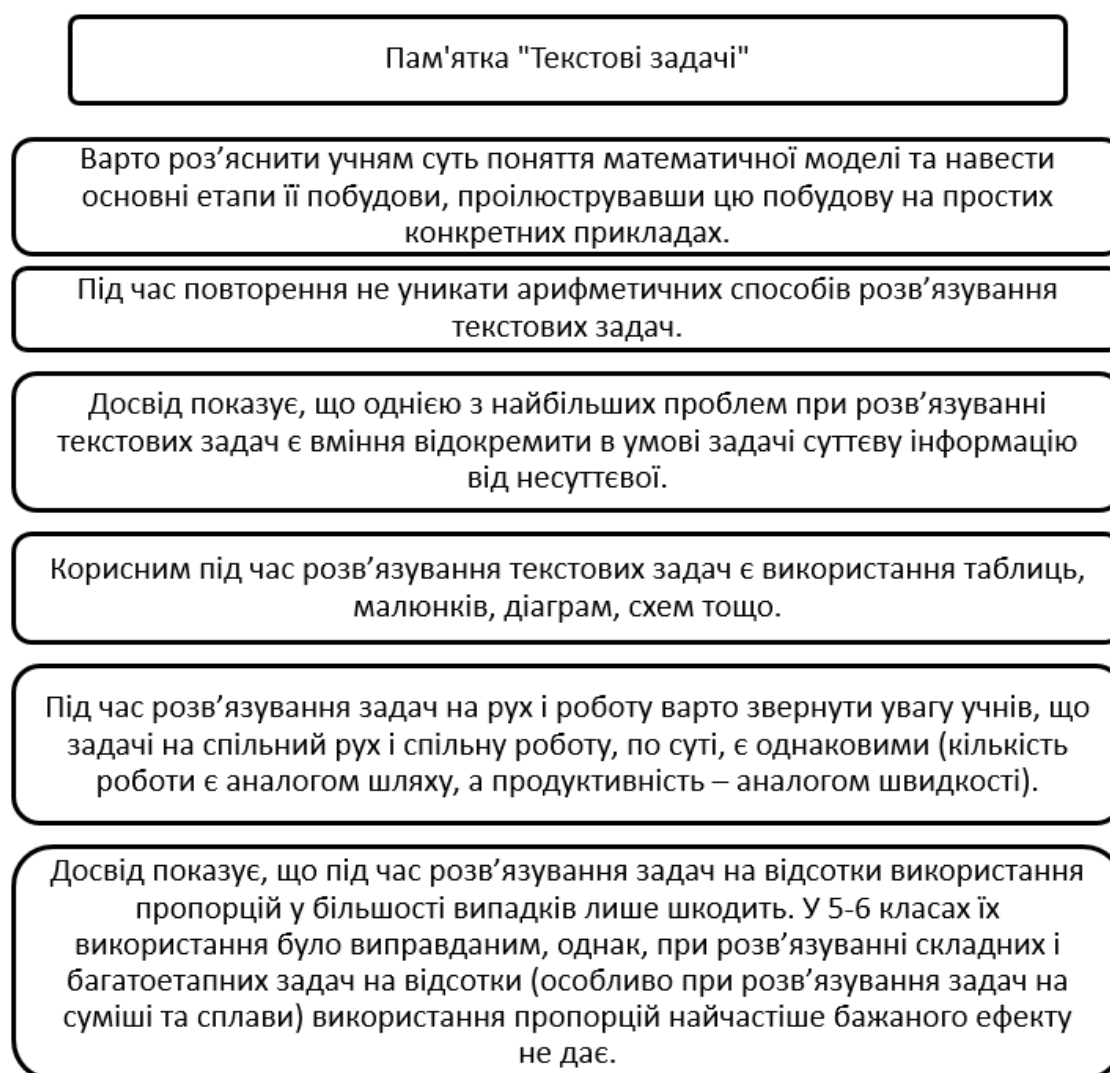 Пам'ятка "Текстові задачі"
Варто роз’яснити учням суть поняття математичної моделі та навести
основні етапи її побудови, проілюструвавши цю побудову на простих
конкретних прикладах.
Під час повторення не уникати арифметичних способів розв’язування
текстових задач.
Досвід показує, що однією з найбільших проблем при розв’язуванні
текстових задач є вміння відокремити в умові задачі суттєву інформацію
від несуттєвої.
Корисним під час розв’язування текстових задач є використання таблиць,
малюнків, діаграм, схем тощо.
Під час розв’язування задач на рух і роботу варто звернути увагу учнів, що
задачі на спільний рух і спільну роботу, по суті, є однаковими (кількість
роботи є аналогом шляху, а продуктивність – аналогом швидкості).
Досвід показує, що під час розв’язування задач на відсотки використання
пропорцій у більшості випадків лише шкодить. У 5-6 класах їх
використання було виправданим, однак, при розв’язуванні складних і
багатоетапних задач на відсотки (особливо при розв’язування задач на
суміші та сплави) використання пропорцій найчастіше бажаного ефекту
не дає.